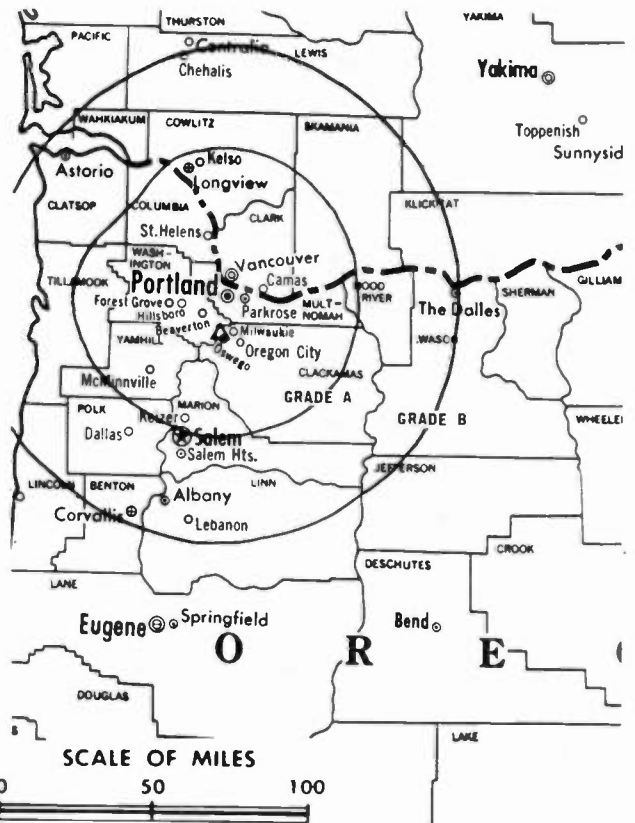 THURSTON
YAKIMA
PACIFIC
Centralia
LEWIS
Chehalis
Yakima
WAHKIAKUM
COWLITZ
SKAMANIA
Toppenish
Sunnysid
Astorio
Kelso
Longview
CLATSOP
COLUMBIA
KLICKITAT
CLARK
St.Helens
WASH-
INGTON
Vancouver
TILLAMOOK
Portland
Camas
HOOD
RIVER
SHERMAN
GILLIAM
Forest Grove
Parkrose
MULT-
NOMAH
The Dalles
Hillsboro
Beaverton
Milwaukie
YAMHILL
Oswego
Oregon City
WASCO
McMinnville
CLACKAMAS
GRADE A
POLK
MARION
Keizer
GRADE B
WHEELE
Dallas
Salem
Salem Hts.
JEFFERSON
LINCOLN
BENTON
LINN
Albany
Corvallis
Lebanon
CROOK
LANE
DESCHUTES
Eugene
Springfield
Bend
O R E
DOUGLAS
LAKE
S
SCALE OF MILES
0 50 100